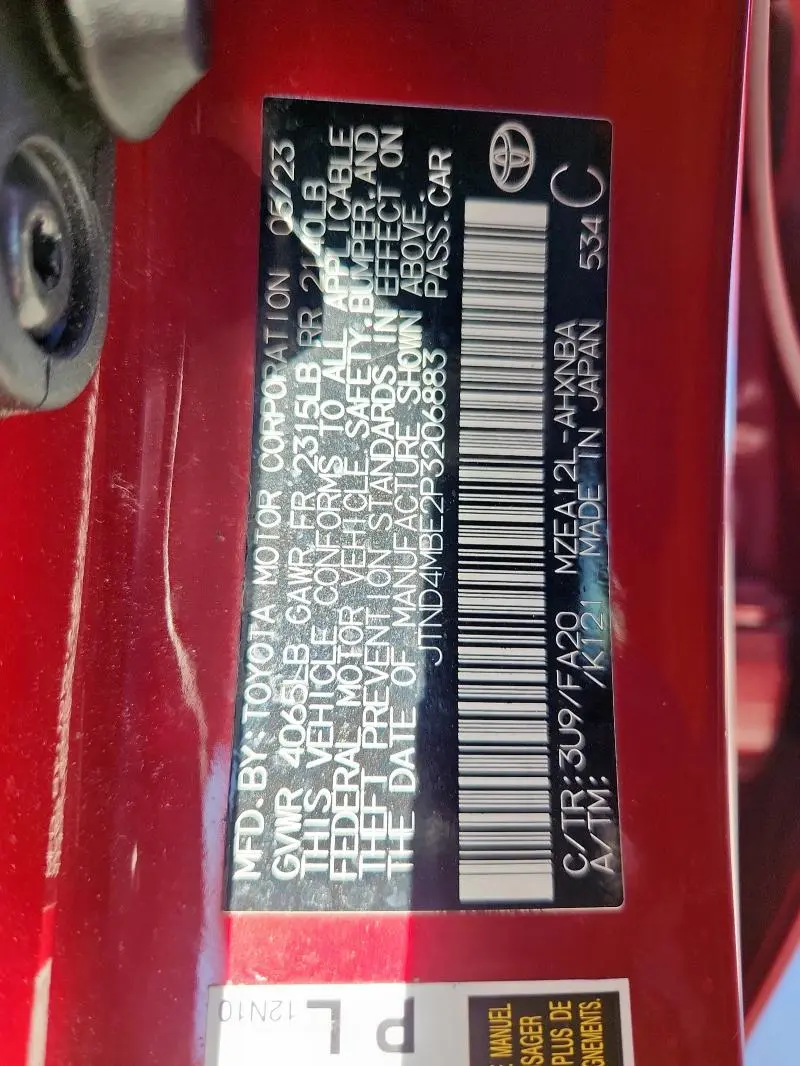 MFD. BY: TOYOTA MOTOR CORPORATION 05/23
GVWR 4065LB GAWR FR 2315LB RR 2140LB
THIS VEHICLE CONFORMS TO ALL APPLICABLE
FEDERAL MOTOR VEHICLE SAFETY, BUMPER, AND
THEFT PREVENTION STANDARDS IN EFFECT ON
THE DATE OF MANUFACTURE SHOWN ABOVE.
JTND4MBE2P3206883 PASS. CAR
C/TR: 3U9/FA20 MZEA12L-AHXNBA
A/TM: /K121 MADE IN JAPAN 534 C
12N10
P L
MANUEL
PLUS DE